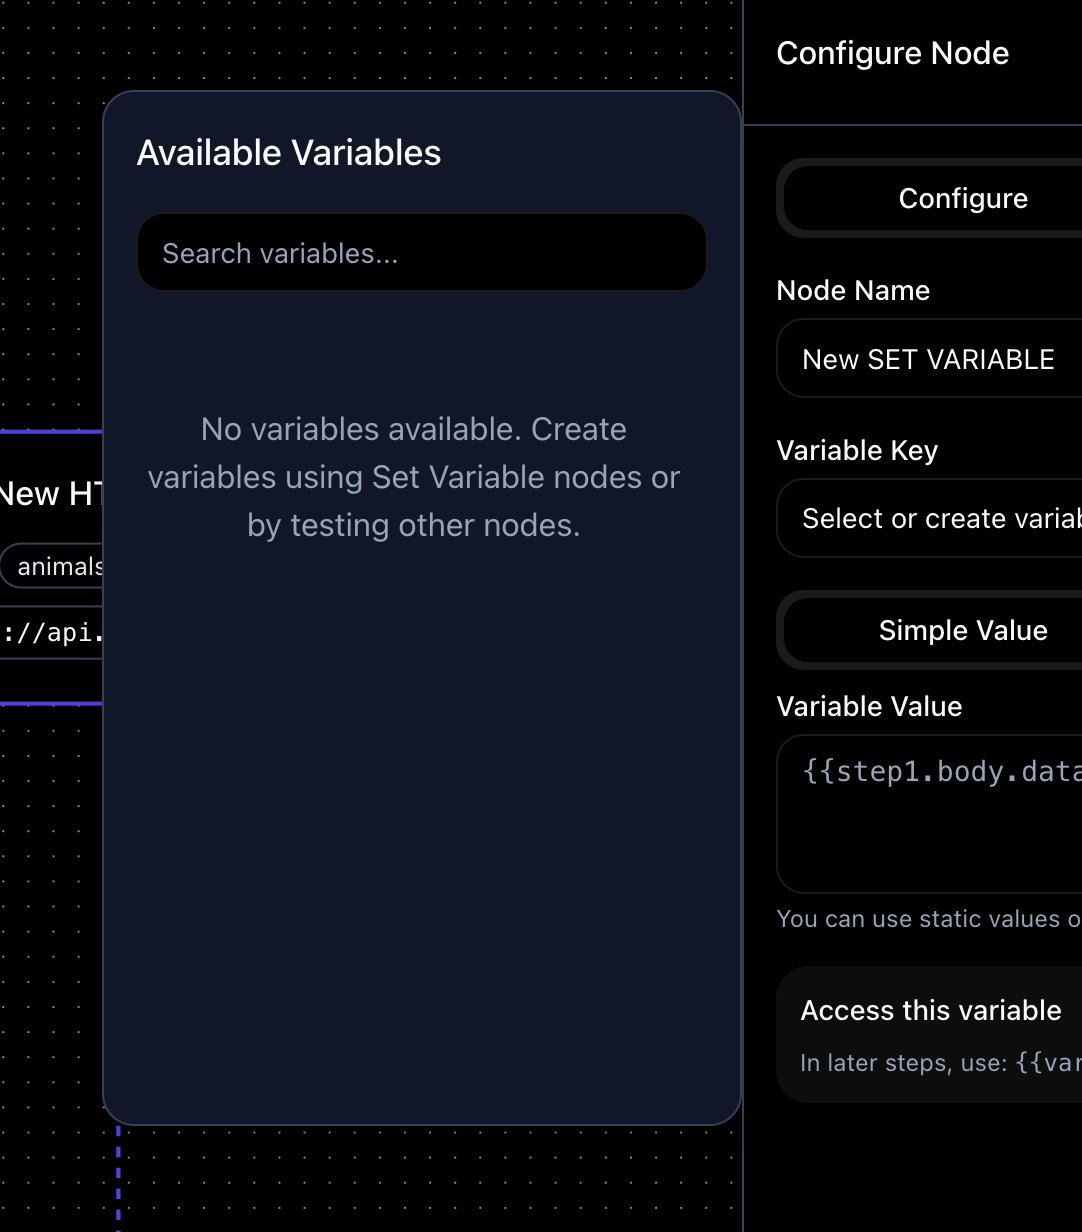 Configure Node
Available Variables
Search variables...
No variables available. Create
variables using Set Variable nodes or
by testing other nodes.
New HT
animals
://api.
Configure
Node Name
New SET VARIABLE
Variable Key
Select or create variab
Simple Value
Variable Value
{{step1.body.data
You can use static values o
Access this variable
In later steps, use: {{var